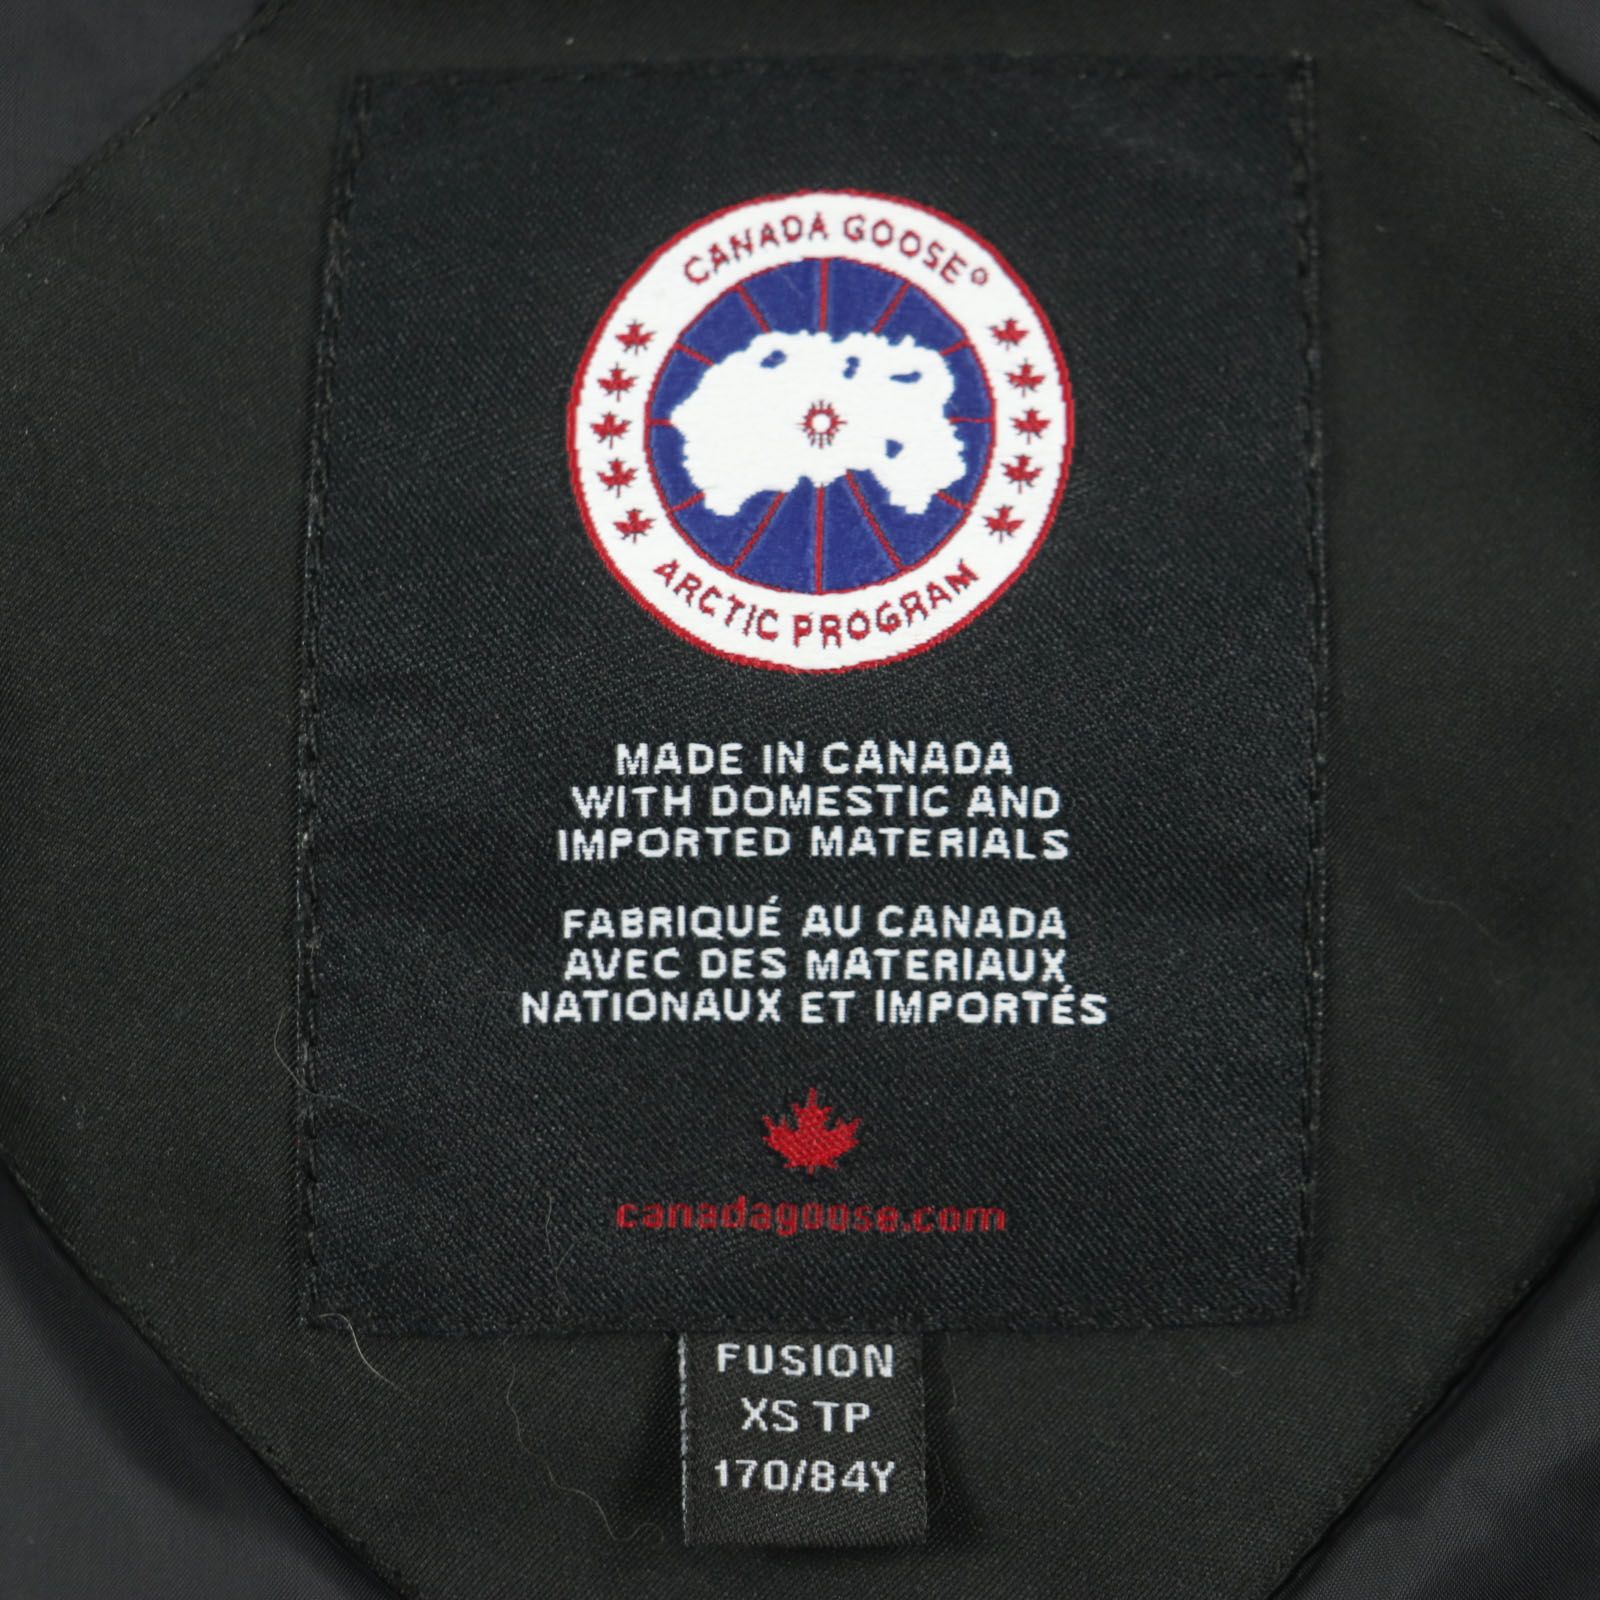 CANADA GOOSE®
ARCTIC PROGRAM
MADE IN CANADA
WITH DOMESTIC AND
IMPORTED MATERIALS
FABRIQUÉ AU CANADA
AVEC DES MATERIAUX
NATIONAUX ET IMPORTÉS
canadagoose.com
FUSION
XS TP
170/84Y